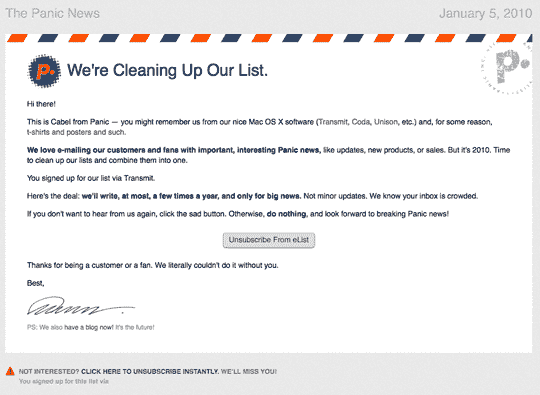 The Panic News
January 5, 2010
p.
We're Cleaning Up Our List.
Hi there!
This is Cabel from Panic — you might remember us from our nice Mac OS X software (Transmit, Coda, Unison, etc.) and, for some reason,
t-shirts and posters and such.
We love e-mailing our customers and fans with important, interesting Panic news, like updates, new products, or sales. But it's 2010. Time
to clean up our lists and combine them into one.
You signed up for our list via Transmit.
Here's the deal: we'll write, at most, a few times a year, and only for big news. Not minor updates. We know your inbox is crowded.
If you don't want to hear from us again, click the sad button. Otherwise, do nothing, and look forward to breaking Panic news!
Unsubscribe From eList
Thanks for being a customer or a fan. We literally couldn't do it without you.
Best,
PS: We also have a blog now! It's the future!
NOT INTERESTED? CLICK HERE TO UNSUBSCRIBE INSTANTLY. WE'LL MISS YOU!
You signed up for this list via